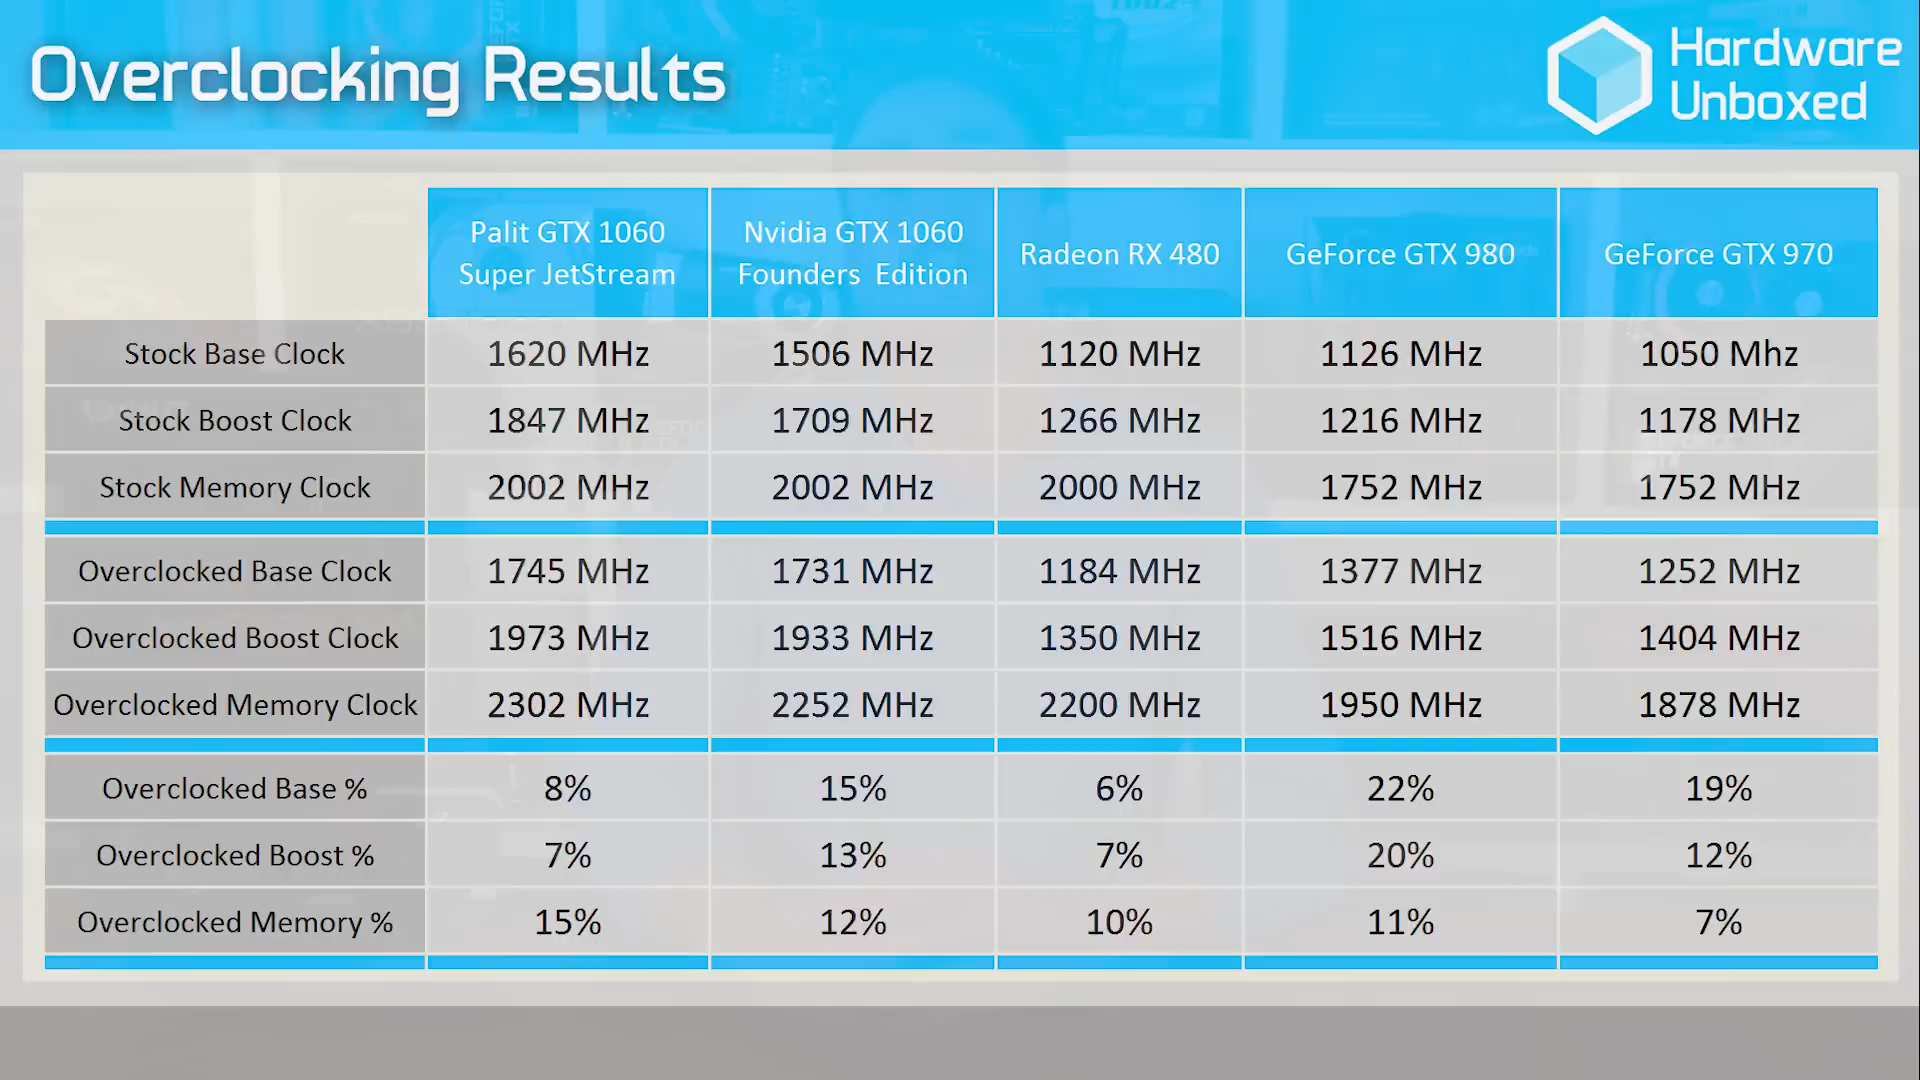 Overclocking Results
Hardware
Unboxed
Palit GTX 1060
Super JetStream
Nvidia GTX 1060
Founders Edition
Radeon RX 480
GeForce GTX 980
GeForce GTX 970
Stock Base Clock 1620 MHz 1506 MHz 1120 MHz 1126 MHz 1050 Mhz
Stock Boost Clock 1847 MHz 1709 MHz 1266 MHz 1216 MHz 1178 MHz
Stock Memory Clock 2002 MHz 2002 MHz 2000 MHz 1752 MHz 1752 MHz
Overclocked Base Clock 1745 MHz 1731 MHz 1184 MHz 1377 MHz 1252 MHz
Overclocked Boost Clock 1973 MHz 1933 MHz 1350 MHz 1516 MHz 1404 MHz
Overclocked Memory Clock 2302 MHz 2252 MHz 2200 MHz 1950 MHz 1878 MHz
Overclocked Base % 8% 15% 6% 22% 19%
Overclocked Boost % 7% 13% 7% 20% 12%
Overclocked Memory % 15% 12% 10% 11% 7%